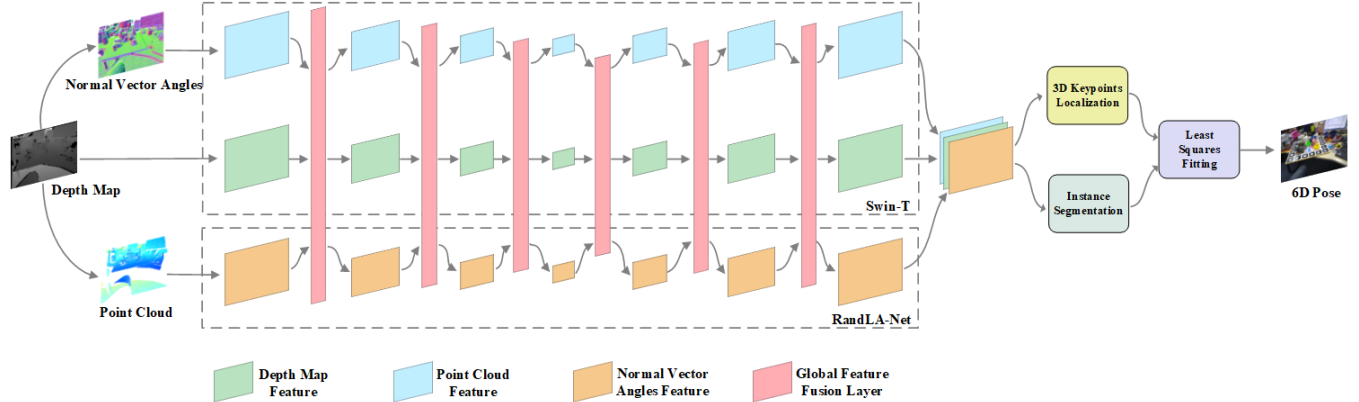 Normal Vector Angles
Depth Map
Point Cloud
Swin-T
RandLA-Net
3D Keypoints
Localization
Instance
Segmentation
Least
Squares
Fitting
6D Pose
Depth Map
Feature
Point Cloud
Feature
Normal Vector
Angles Feature
Global Feature
Fusion Layer